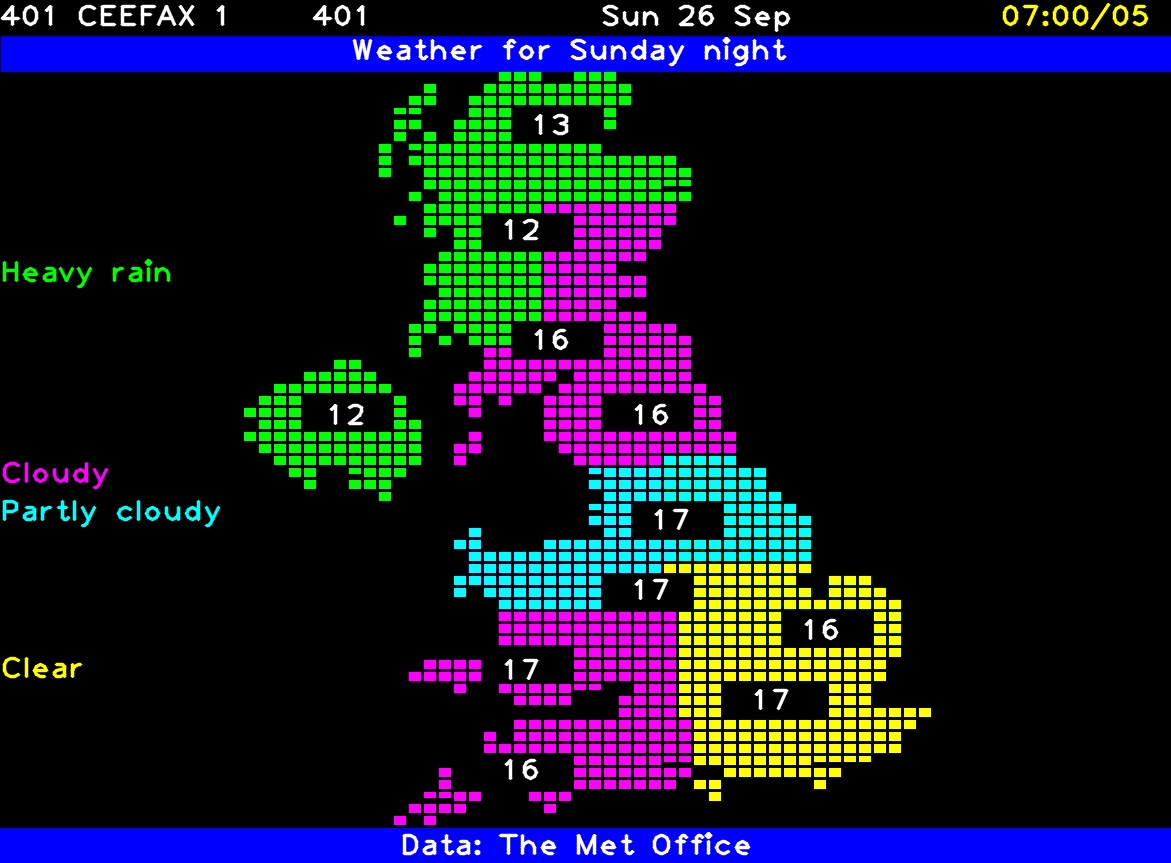 401 CEEFAX 1 401 Sun 26 Sep 07:00/05
Weather for Sunday night
13
12
Heavy rain
16
12
16
Cloudy
Partly cloudy
17
17
16
Clear
17
17
16
Data: The Met Office